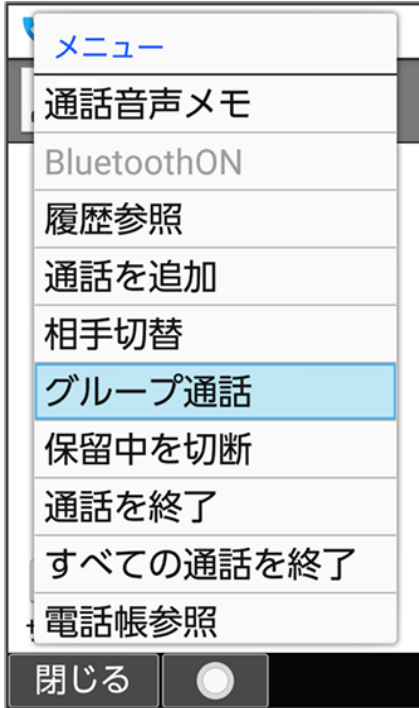 メニュー
通話音声メモ
BluetoothON
履歴参照
通話を追加
相手切替
グループ通話
保留中を切断
通話を終了
すべての通話を終了
電話帳参照
閉じる